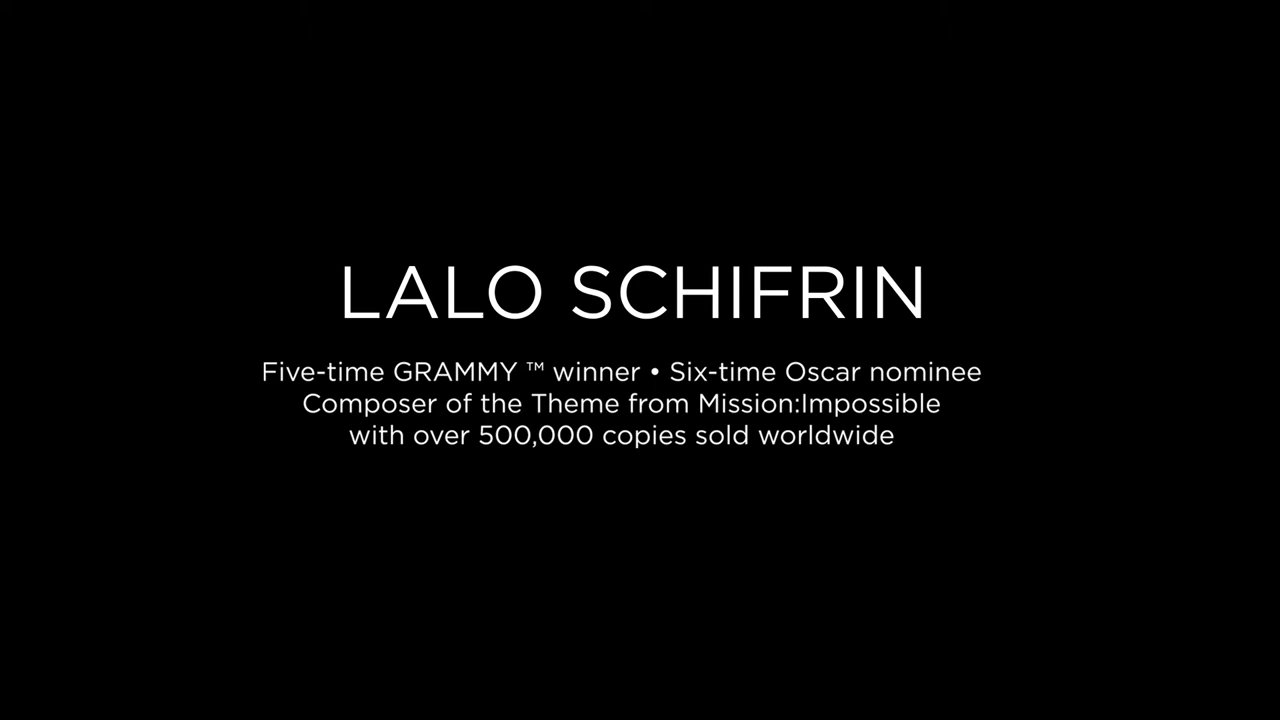 LALO SCHIFRIN
Five-time GRAMMY ™ winner • Six-time Oscar nominee
Composer of the Theme from Mission:Impossible
with over 500,000 copies sold worldwide